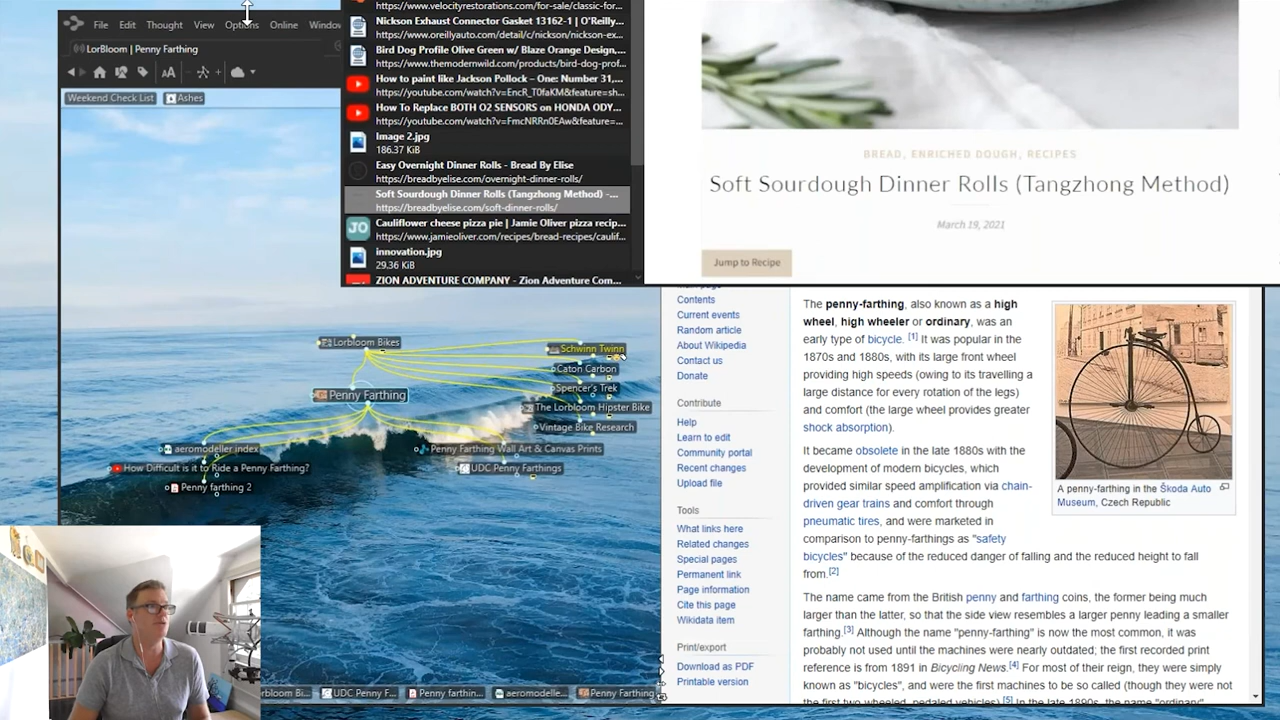 File Edit Thought View Options Online Window
LorBloom | Penny Farthing
Weekend Check List
Ashes
https://www.velocityrestorations.com/for-sale/classic-for...
Nickson Exhaust Connector Gasket 13162-1 | O'Reilly...
https://www.oreillyauto.com/detail/c/nickson/nickson-ex...
Bird Dog Profile Olive Green w/ Blaze Orange Design,...
https://www.themodernwild.com/products/bird-dog-prof...
How to paint like Jackson Pollock – One: Number 31,...
https://youtube.com/watch?v=EncR_T0faKM&feature=sh...
How To Replace BOTH O2 SENSORS on HONDA ODY...
https://youtube.com/watch?v=FmcNRRn0EAw&feature=...
Image 2.jpg
186.37 KiB
Easy Overnight Dinner Rolls - Bread By Elise
https://breadbyelise.com/overnight-dinner-rolls/
Soft Sourdough Dinner Rolls (Tangzhong Method) -...
https://breadbyelise.com/soft-dinner-rolls/
JO
Cauliflower cheese pizza pie | Jamie Oliver pizza recip...
https://www.jamieoliver.com/recipes/bread-recipes/caulif...
innovation.jpg
29.36 KiB
ZION ADVENTURE COMPANY - Zion Adventure Com...
BREAD, ENRICHED DOUGH, RECIPES
Soft Sourdough Dinner Rolls (Tangzhong Method)
March 19, 2021
Jump to Recipe
Lorbloom Bikes
Schwinn Twinn
Caton Carbon
Spencer's Trek
The Lorbloom Hipster Bike
Vintage Bike Research
Penny Farthing
aeromodeller index
How Difficult is it to Ride a Penny Farthing?
Penny farthing 2
Penny Farthing Wall Art & Canvas Prints
UDC Penny Farthings
rbloom Bi...
UDC Penny F...
Penny farthin...
aeromodelle...
Penny Farthing
Main page
Contents
Current events
Random article
About Wikipedia
Contact us
Donate
Contribute
Help
Learn to edit
Community portal
Recent changes
Upload file
Tools
What links here
Related changes
Special pages
Permanent link
Page information
Cite this page
Wikidata item
Print/export
Download as PDF
Printable version
The penny-farthing, also known as a high
wheel, high wheeler or ordinary, was an
early type of bicycle. [1] It was popular in the
1870s and 1880s, with its large front wheel
providing high speeds (owing to its travelling a
large distance for every rotation of the legs)
and comfort (the large wheel provides greater
shock absorption).
A penny-farthing in the Škoda Auto
Museum, Czech Republic
It became obsolete in the late 1880s with the
development of modern bicycles, which
provided similar speed amplification via chain-
driven gear trains and comfort through
pneumatic tires, and were marketed in
comparison to penny-farthings as "safety
bicycles" because of the reduced danger of falling and the reduced height to fall
from.[2]
The name came from the British penny and farthing coins, the former being much
larger than the latter, so that the side view resembles a larger penny leading a smaller
farthing.[3] Although the name "penny-farthing" is now the most common, it was
probably not used until the machines were nearly outdated; the first recorded print
reference is from 1891 in Bicycling News.[4] For most of their reign, they were simply
known as "bicycles", and were the first machines to be so called (though they were not
the first two-wheeled, pedaled vehicles).[5] In the late 1890s, the name "ordinary"